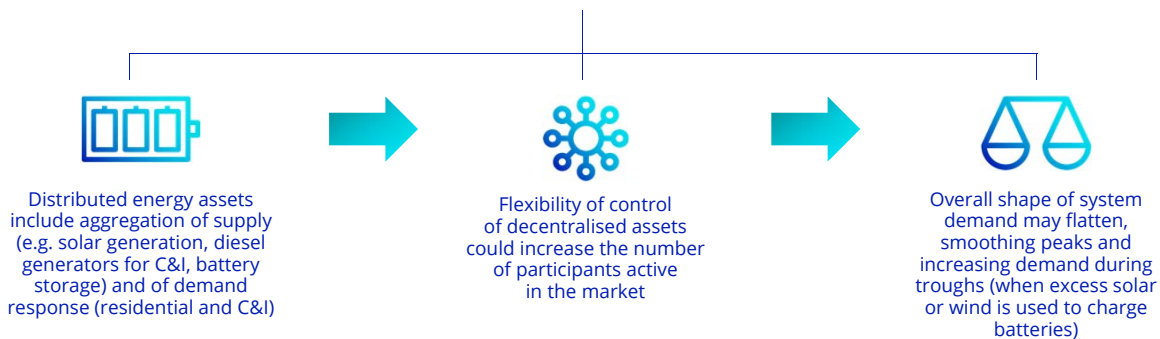 Distributed energy assets
include aggregation of supply
(e.g. solar generation, diesel
generators for C&I, battery
storage) and of demand
response (residential and C&I)
Flexibility of control
of decentralised assets
could increase the number
of participants active
in the market
Overall shape of system
demand may flatten,
smoothing peaks and
increasing demand during
troughs (when excess solar
or wind is used to charge
batteries)